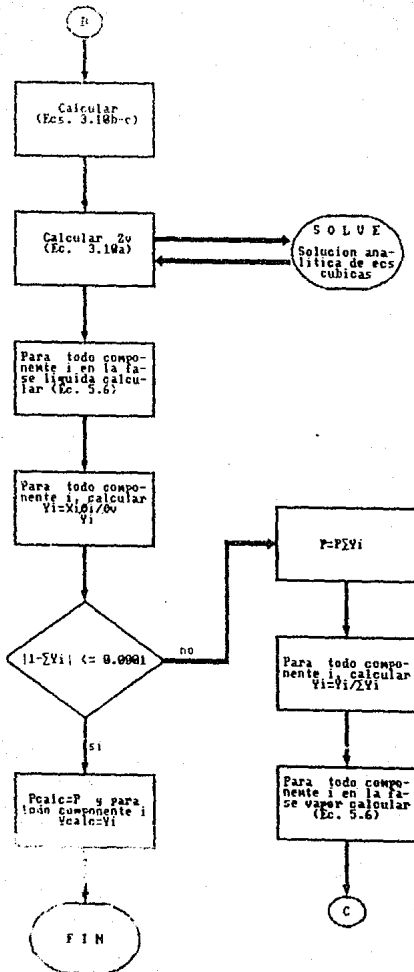 Calcular
(Ecs. 3.10b-c)
Calcular Zv
(Ec. 3.10a)
S O L V E
Solucion ana-
litica de ecs
cubicas
Para todo compo-
nente i en la fa-
se liquida calcu-
lar (Ec. 5.6)
Para todo compo-
nente i, calcular
Yi=XiØi/Øv
Yi
|1-ΣYi| <= 0.0001
no
si
Pcalc=P y para
todo componente i
Ycalc=Yi
F I N
P=PΣYi
Para todo compo-
nente i, calcular
Yi=Yi/ΣYi
Para todo compo-
nente i en la fa-
se vapor calcular
(Ec. 5.6)
C